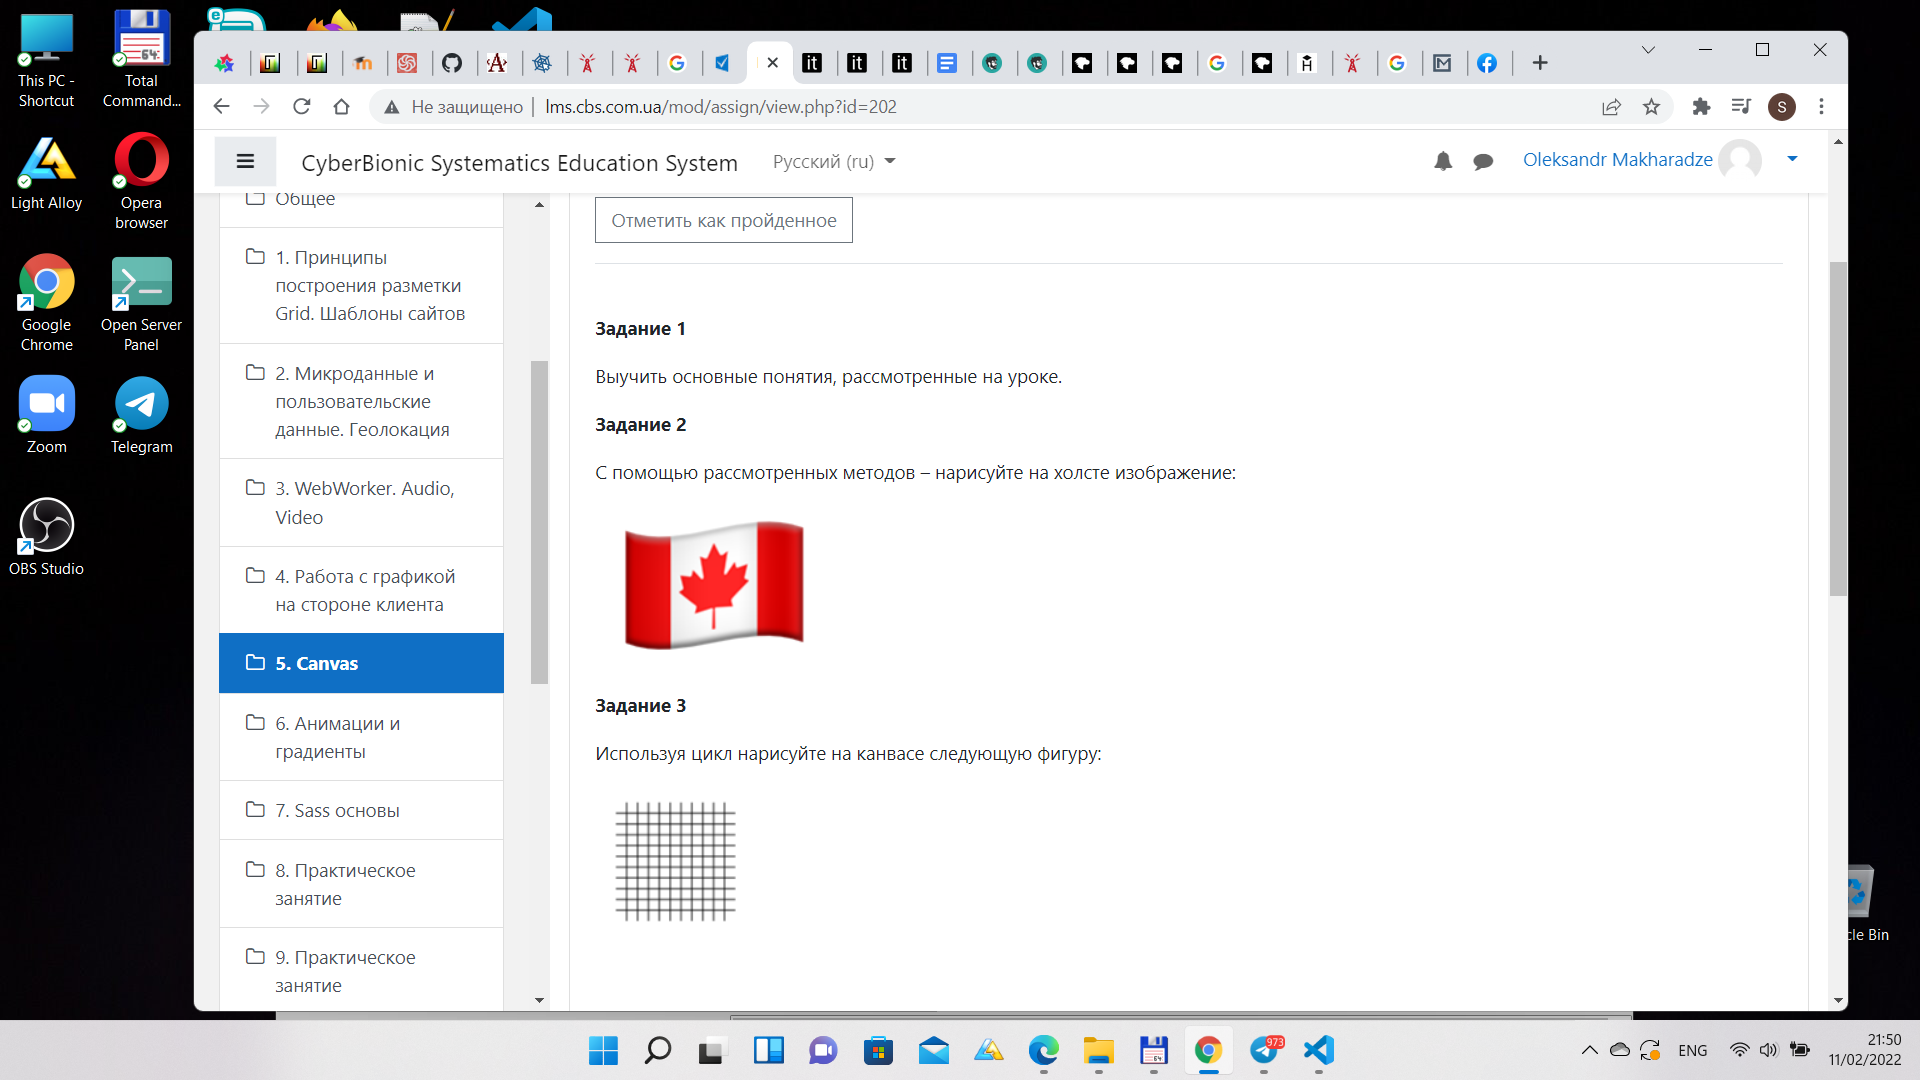 This PC -
Shortcut
Total
Command...
Light Alloy
Opera
browser
Google
Chrome
Open Server
Panel
Zoom
Telegram
OBS Studio
Не защищено
lms.cbs.com.ua/mod/assign/view.php?id=202
S
CyberBionic Systematics Education System
Русский (ru)
Oleksandr Makharadze
Общее
1. Принципы
построения разметки
Grid. Шаблоны сайтов
2. Микроданные и
пользовательские
данные. Геолокация
3. WebWorker. Audio,
Video
4. Работа с графикой
на стороне клиента
5. Canvas
6. Анимации и
градиенты
7. Sass основы
8. Практическое
занятие
9. Практическое
занятие
Отметить как пройденное
Задание 1
Выучить основные понятия, рассмотренные на уроке.
Задание 2
С помощью рассмотренных методов – нарисуйте на холсте изображение:
Задание 3
Используя цикл нарисуйте на канвасе следующую фигуру:
cle Bin
973
ENG
21:50
11/02/2022